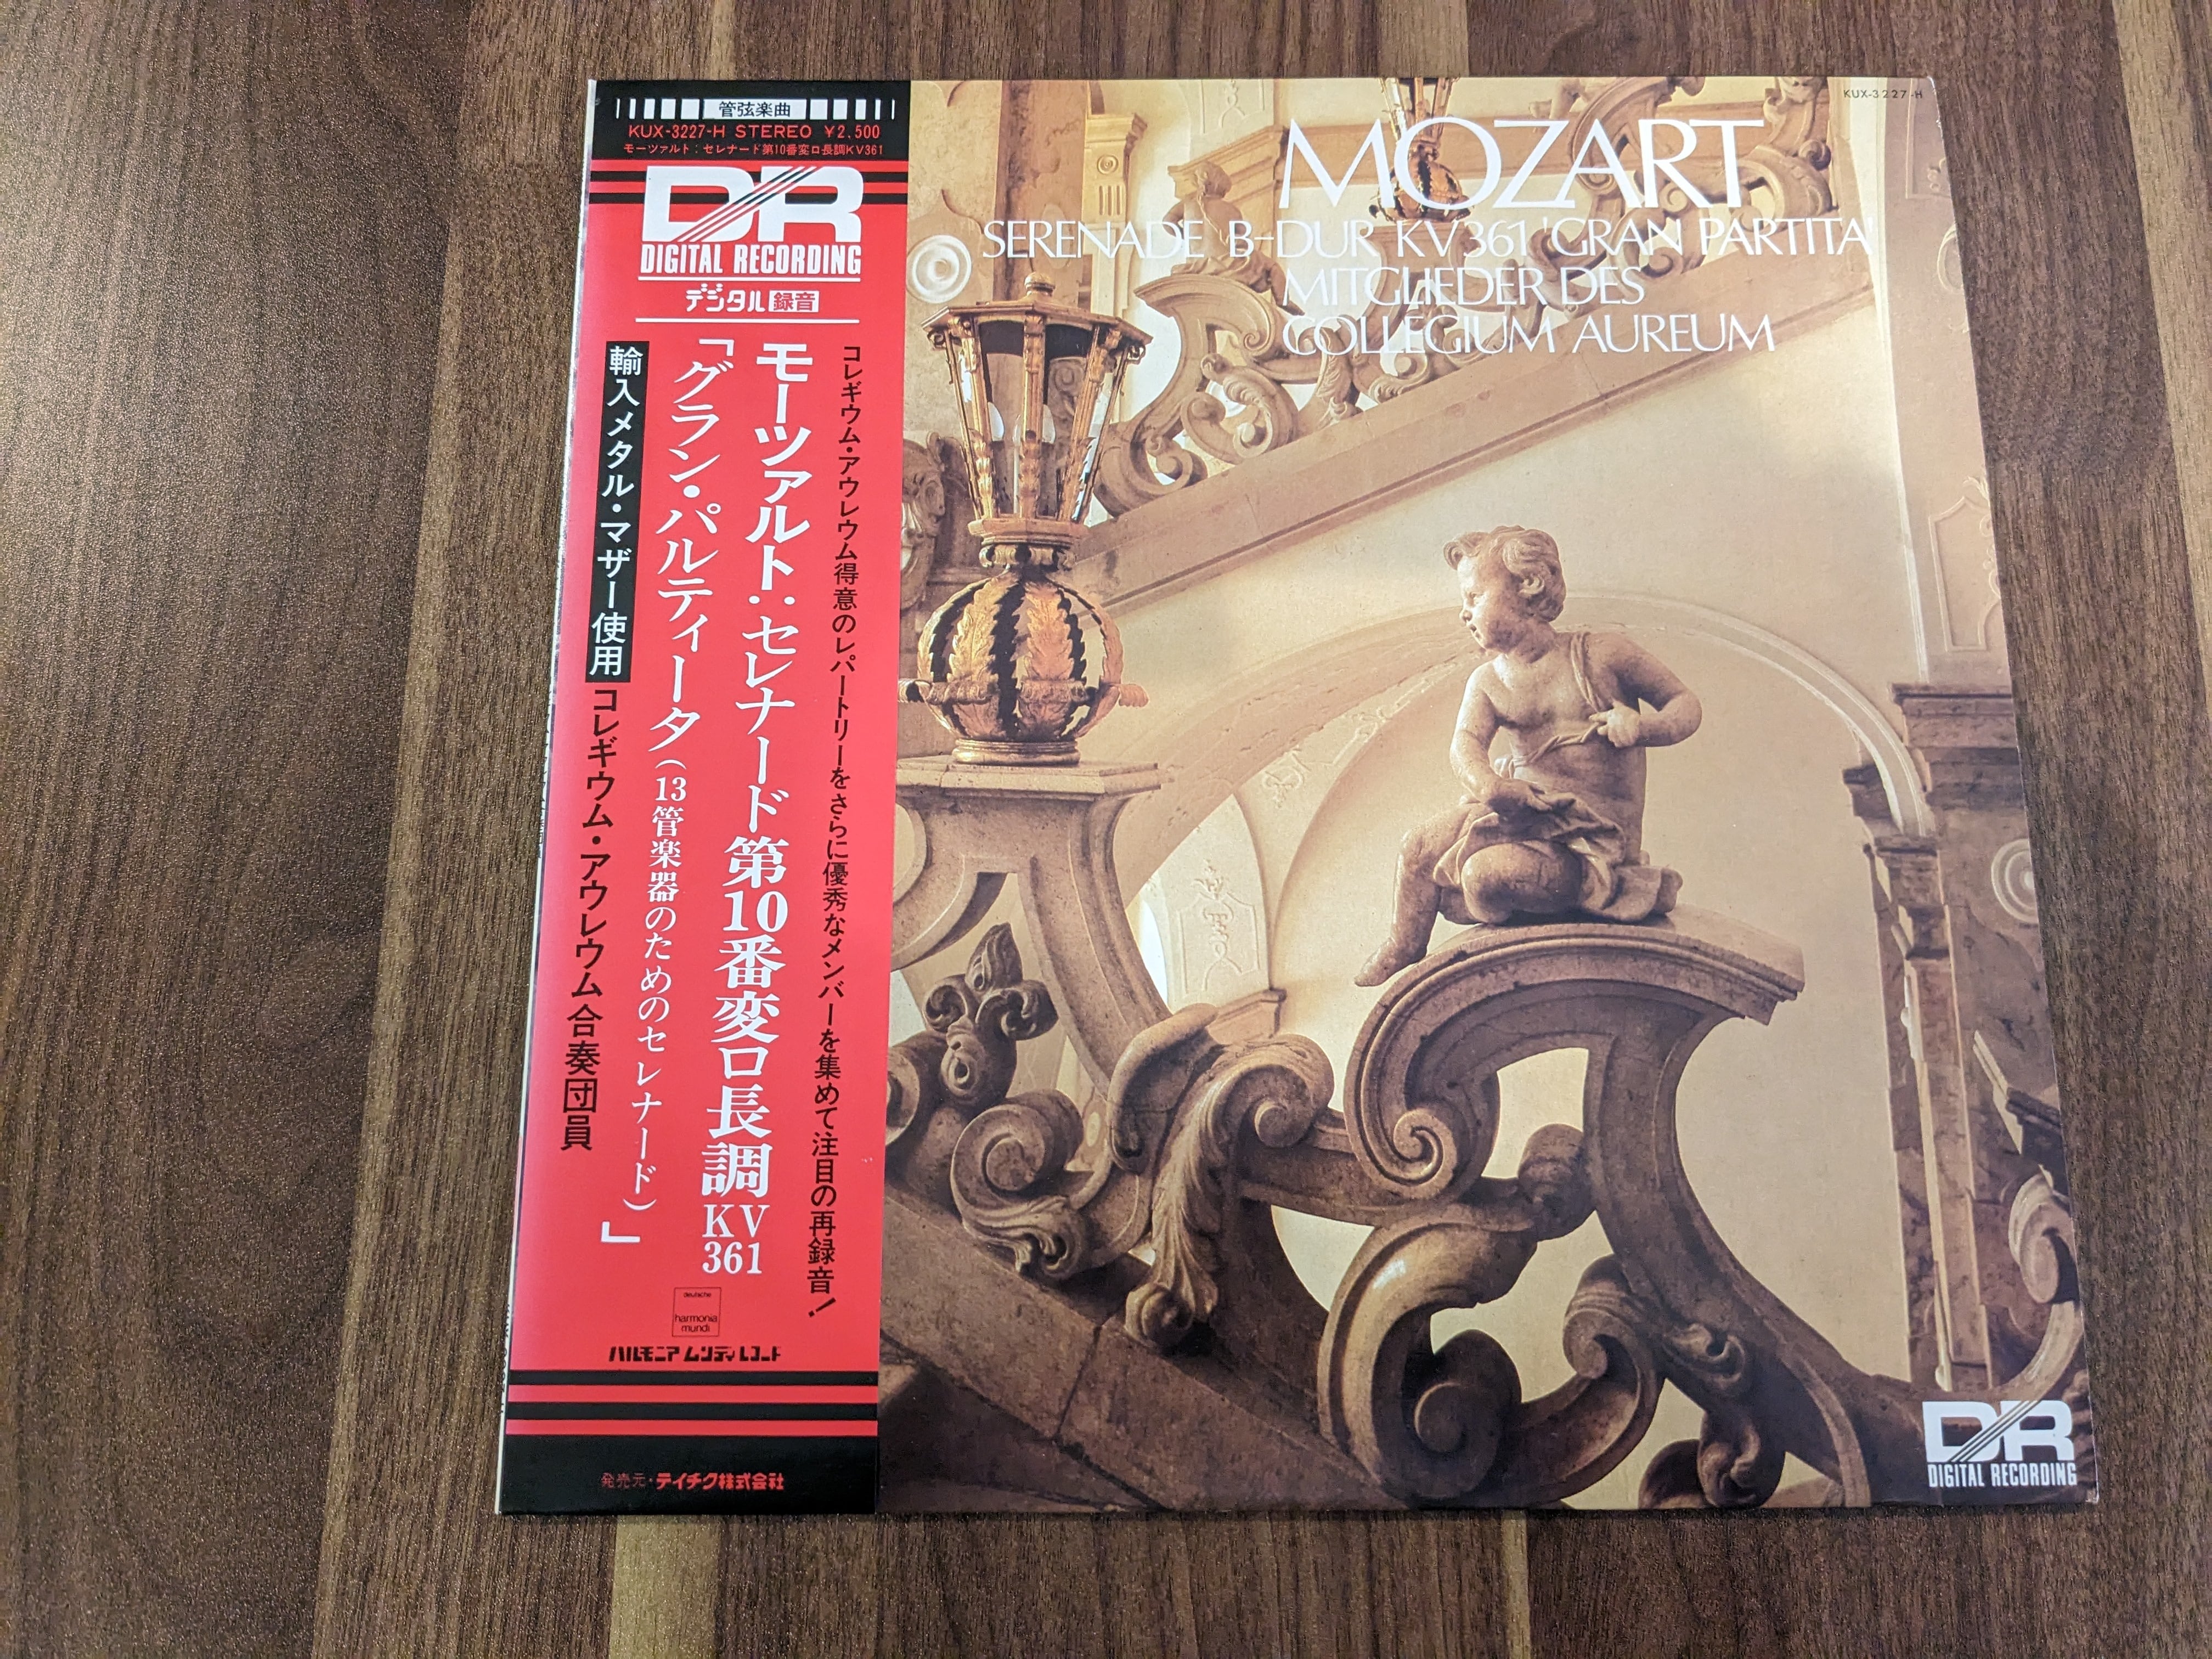 管弦楽曲
KUX-3227-H STEREO ¥2,500
モーツァルト：セレナード第10番変ロ長調KV361
DR
DIGITAL RECORDING
デジタル録音
コレギウム・アウレウム得意のレパートリーをさらに優秀なメンバーを集めて注目の再録音！
モーツァルト：セレナード第10番変ロ長調KV361
「グラン・パルティータ（13管楽器のためのセレナード）」
輸入メタル・マザー使用 コレギウム・アウレウム合奏団員
deutsche
harmonia
mundi
ハルモニア ムンディ レコード
発売元・テイチク株式会社
KUX-3227-H
MOZART
SERENADE B-DUR KV361 'GRAN PARTITA'
MITGLIEDER DES
COLLEGIUM AUREUM
DR
DIGITAL RECORDING